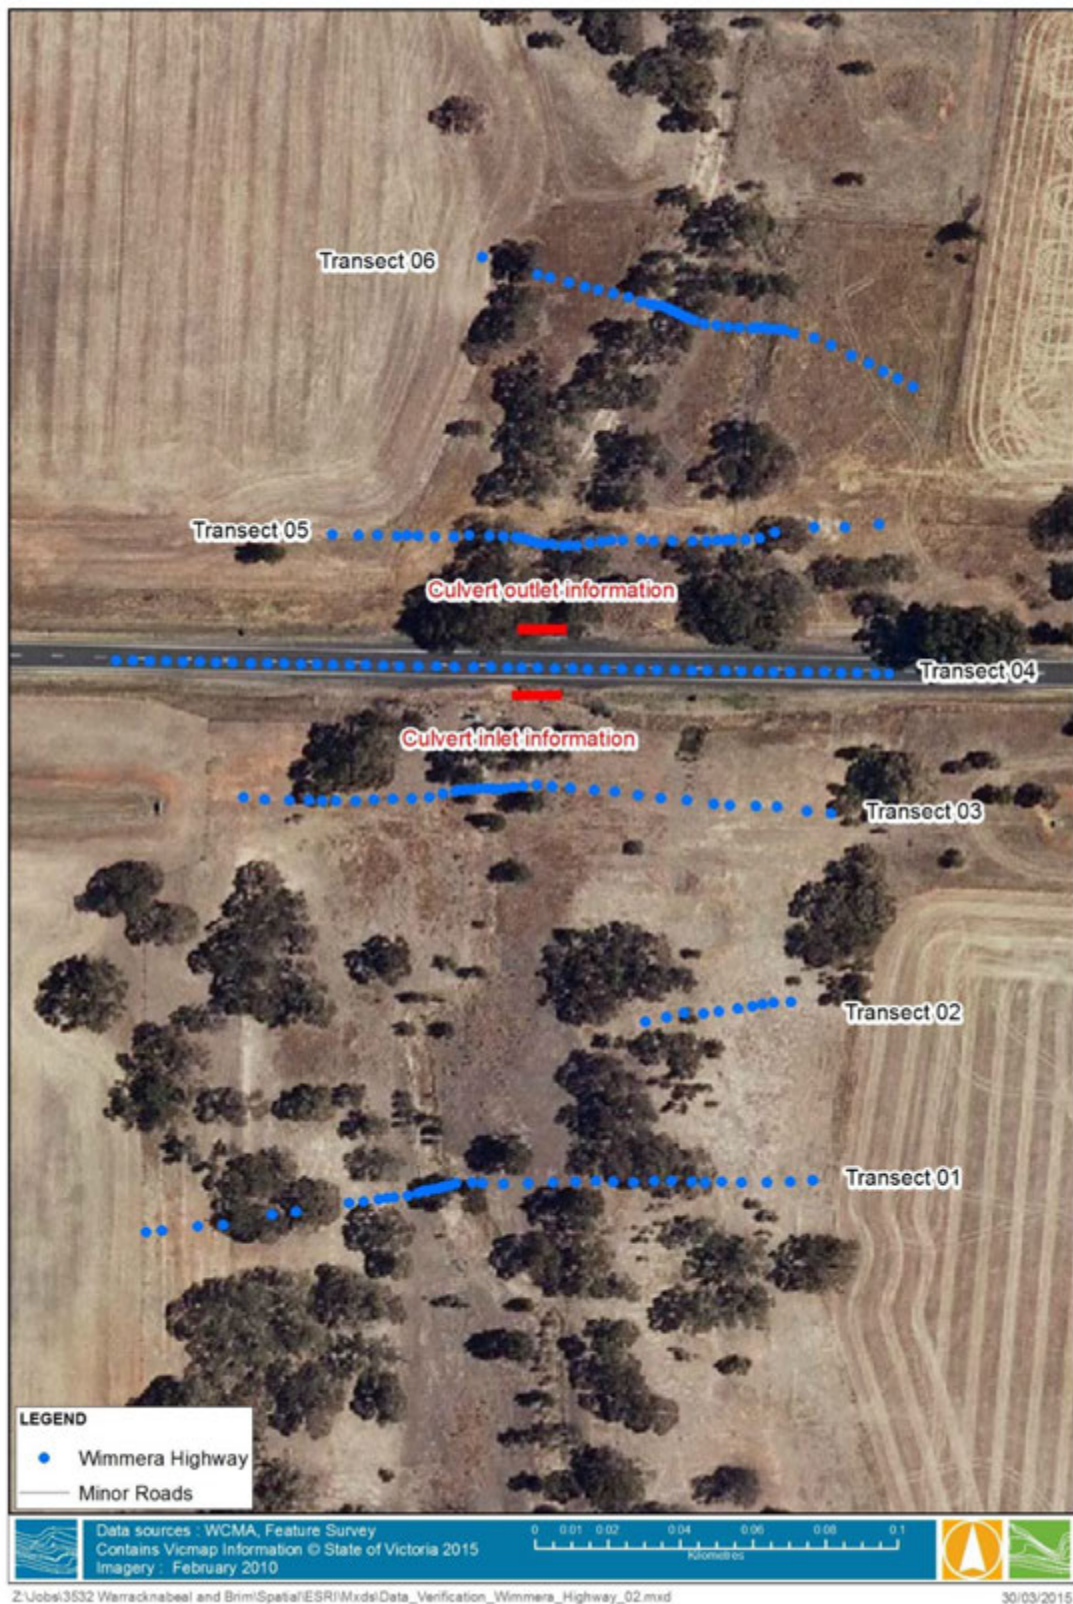 Transect 06
Transect 05
Culvert outlet information
Transect 04
Culvert inlet information
Transect 03
Transect 02
Transect 01
LEGEND
Wimmera Highway
Minor Roads
Data sources : WCMA, Feature Survey
Contains Vicmap Information © State of Victoria 2015
Imagery : February 2010
0 0.01 0.02 0.04 0.06 0.08 0.1
Kilometres
Z:\Jobs\3532 Warracknabeal and Brim\Spatial\ESRI\Mxds\Data_Verification_Wimmera_Highway_02.mxd
30/03/2015